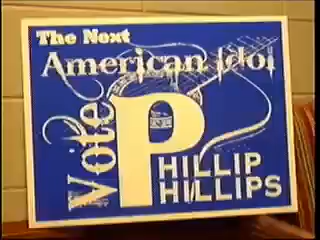 The Next
American Idol
Vote
PHILLIP
PHILLIPS